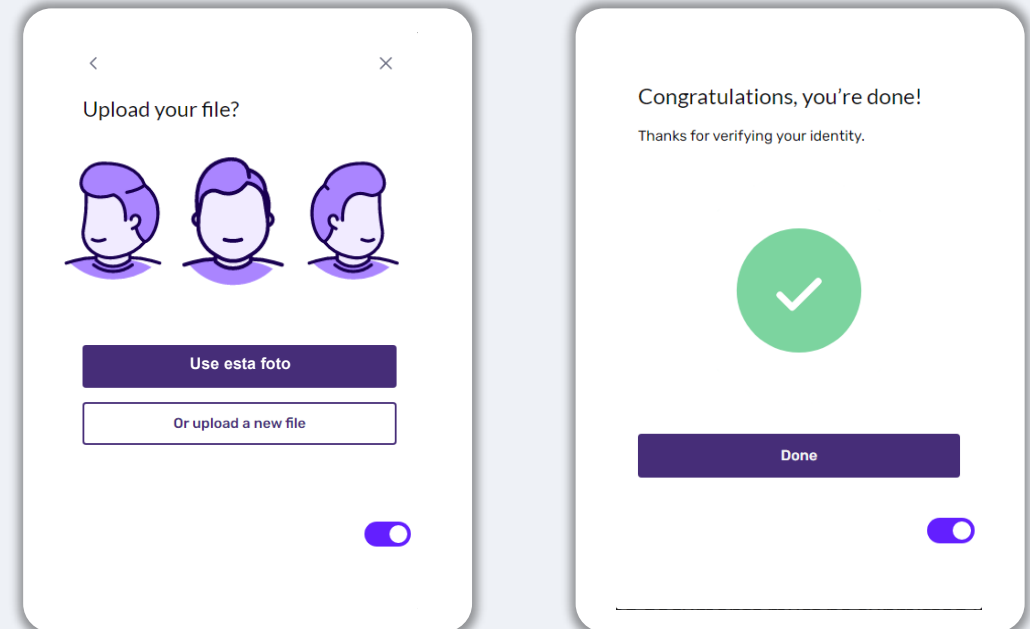 Upload your file?
Use esta foto
Or upload a new file
Congratulations, you’re done!
Thanks for verifying your identity.
Done